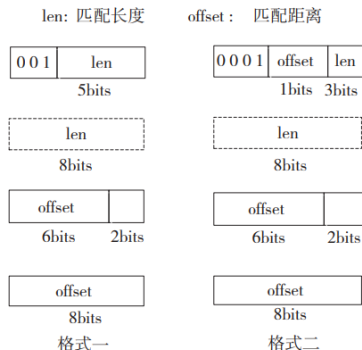 len: 匹配长度 offset: 匹配距离
0 0 1 len 0 0 0 1 offset len
5bits 1bits 3bits
len len
8bits 8bits
offset offset
6bits 2bits 6bits 2bits
offset offset
8bits 8bits
格式一 格式二